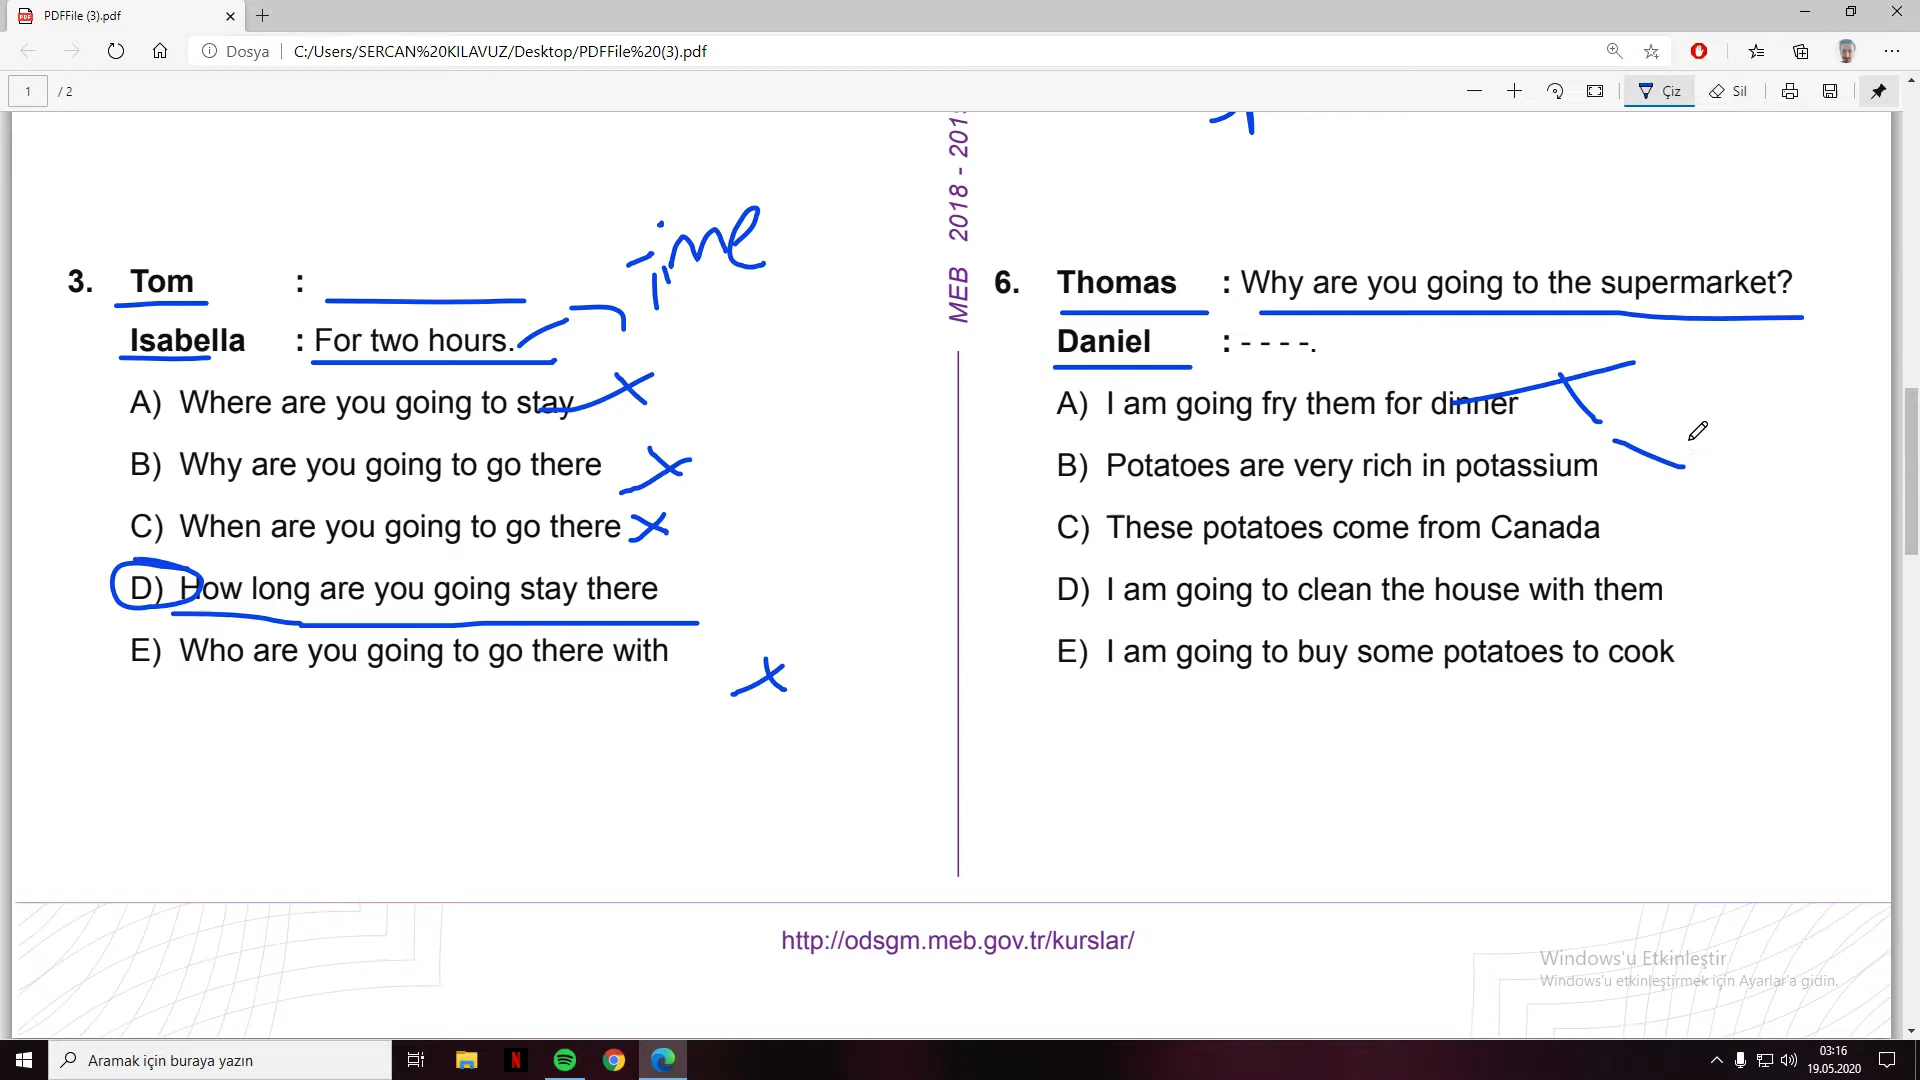 PDFFile (3).pdf
Dosya C:/Users/SERCAN%20KILAVUZ/Desktop/PDFFile%20(3).pdf
1 / 2
Çiz
Sil
MEB 2018 - 201
3. Tom :
Time
Isabella : For two hours.
A) Where are you going to stay
B) Why are you going to go there
C) When are you going to go there
D) How long are you going stay there
E) Who are you going to go there with
6. Thomas : Why are you going to the supermarket?
Daniel : - - - -.
A) I am going fry them for dinner
B) Potatoes are very rich in potassium
C) These potatoes come from Canada
D) I am going to clean the house with them
E) I am going to buy some potatoes to cook
http://odsgm.meb.gov.tr/kurslar/
Windows'u Etkinleştir
Windows'u etkinleştirmek için Ayarlar'a gidin.
Aramak için buraya yazın
03:16
19.05.2020